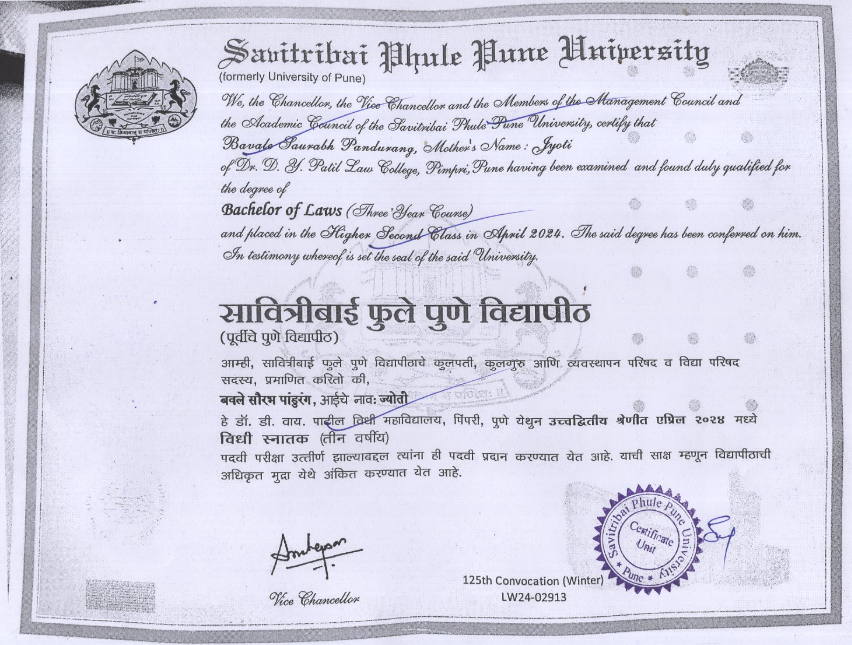 Savitribai Phule Pune University
(formerly University of Pune)
We, the Chancellor, the Vice Chancellor and the Members of the Management Council and
the Academic Council of the Savitribai Phule Pune University, certify that
Bavale Saurabh Pandurang, Mother's Name : Jyoti
of Dr. D. Y. Patil Law College, Pimpri, Pune having been examined and found duly qualified for
the degree of
Bachelor of Laws (Three Year Course)
and placed in the Higher Second Class in April 2024. The said degree has been conferred on him.
In testimony whereof is set the seal of the said University.
सावित्रीबाई फुले पुणे विद्यापीठ
(पूर्वीचे पुणे विद्यापीठ)
आम्ही, सावित्रीबाई फुले पुणे विद्यापीठाचे कुलपती, कुलगुरु आणि व्यवस्थापन परिषद व विद्या परिषद
सदस्य, प्रमाणित करितो की,
बवले सौरभ पांडुरंग, आईचे नाव: ज्योती
हे डॉ. डी. वाय. पाटील विधी महाविद्यालय, पिंपरी, पुणे येथुन उच्चद्वितीय श्रेणीत एप्रिल २०२४ मध्ये
विधी स्नातक (तीन वर्षीय)
पदवी परीक्षा उत्तीर्ण झाल्याबद्दल त्यांना ही पदवी प्रदान करण्यात येत आहे. याची साक्ष म्हणून विद्यापीठाची
अधिकृत मुद्रा येथे अंकित करण्यात येत आहे.
Savitribai Phule Pune University
Certificate
Unit
* Pune *
Vice Chancellor
125th Convocation (Winter)
LW24-02913